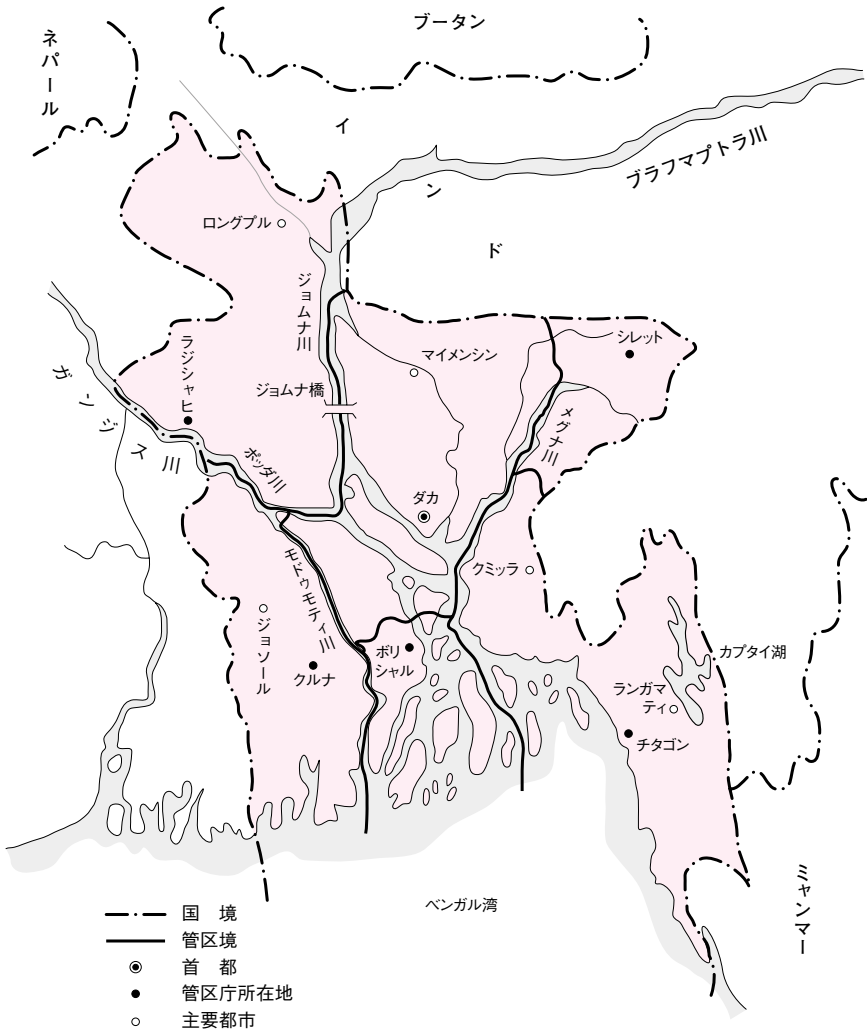 ブータン
ネパール
インド
ブラフマプトラ川
ロングプル
ジョムナ川
シレット
マイメンシン
ラジシャヒ
ガンジス川
ジョムナ橋
メグナ川
ポッダ川
ダカ
クミッラ
モドゥモティ川
ジョソール
クルナ
ボリ
シャル
カプタイ湖
ランガマ
ティ
チタゴン
ミャンマー
ベンガル湾
国 境
管区境
首 都
管区庁所在地
主要都市